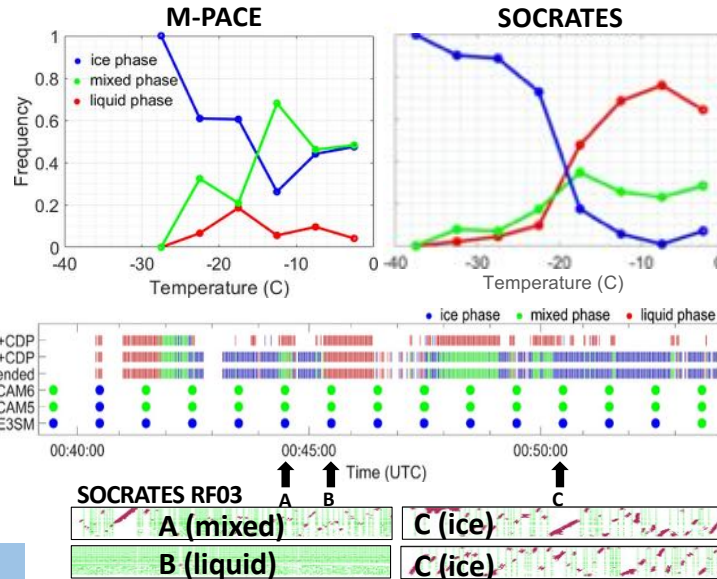 M-PACE
SOCRATES
1
0.8
0.6
0.4
0.2
0
Frequency
ice phase
mixed phase
liquid phase
-40 -30 -20 -10 0
Temperature (C)
-40 -30 -20 -10 0
Temperature (C)
ice phase mixed phase liquid phase
+CDP
+CDP
ended
CAM6
CAM5
E3SM
00:40:00 00:45:00 00:50:00
Time (UTC)
A B C
SOCRATES RF03
A (mixed) C (ice)
B (liquid) C (ice)